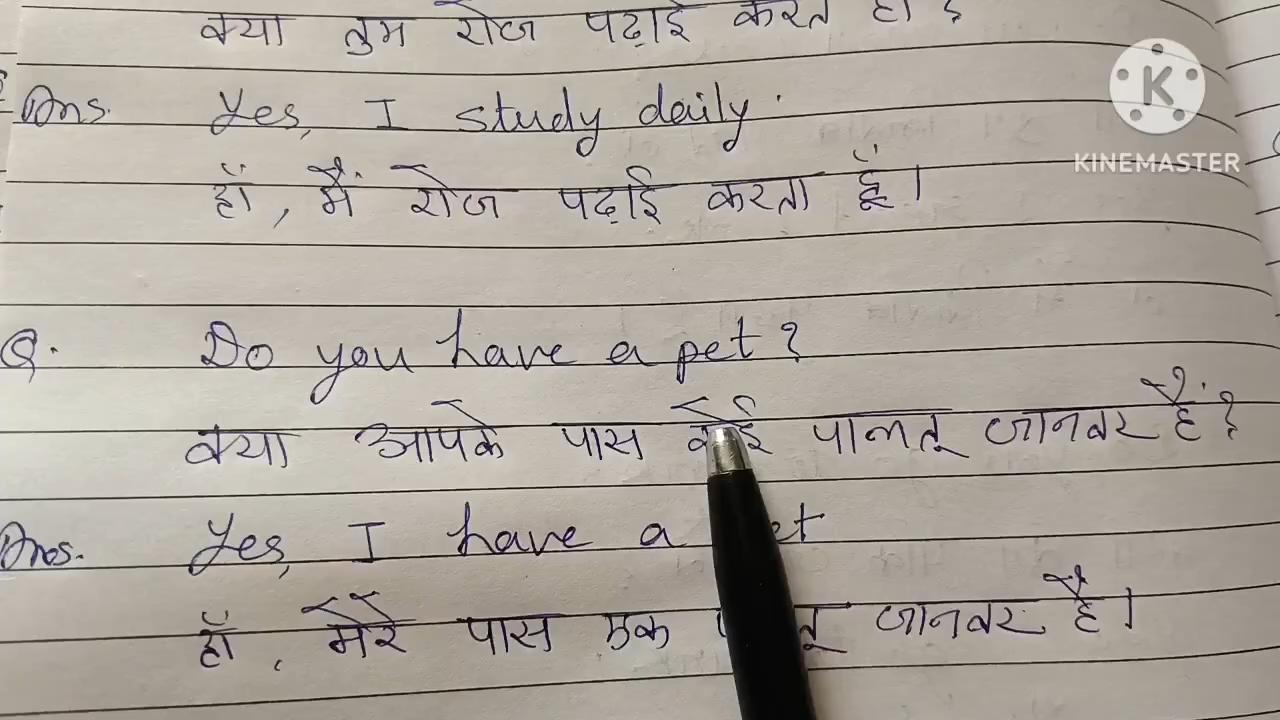 क्या तुम रोज पढ़ाई करते हो ?
Ans. Yes, I study daily.
हाँ, मैं रोज पढ़ाई करता हूँ।
Q. Do you have a pet?
क्या आपके पास कोई पालतू जानवर है?
Ans. Yes, I have a
हाँ, मेरे पास एक जानवर है।
K
KINEMASTER